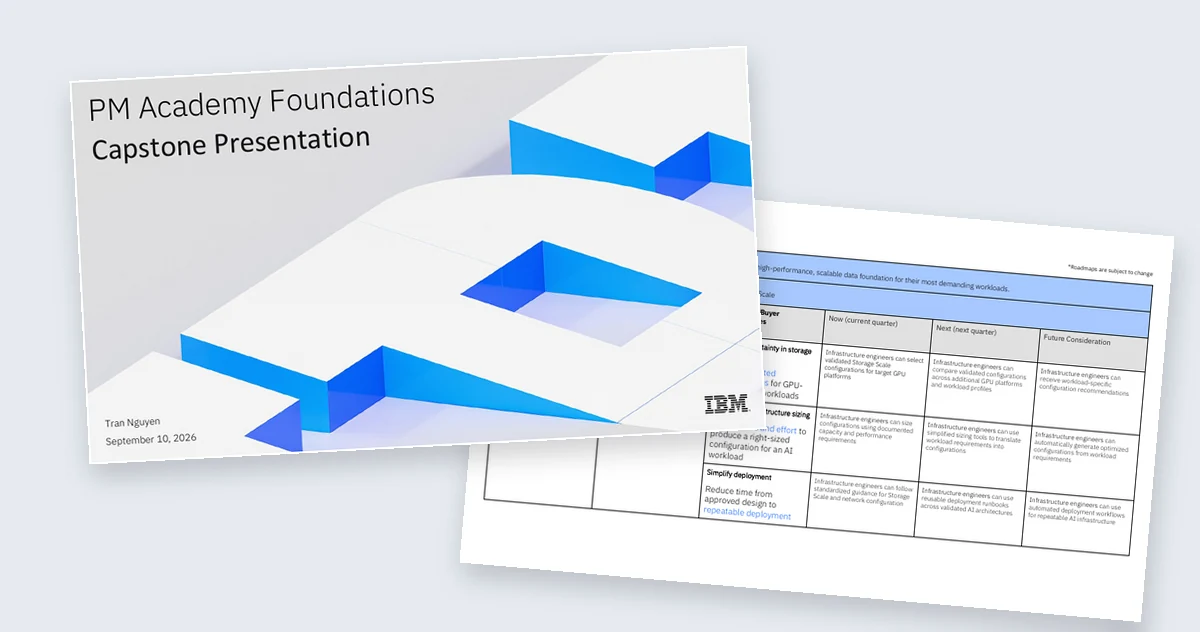 PM Academy Foundations
Capstone Presentation
Tran Nguyen
September 10, 2026
IBM
*Roadmaps are subject to change
high-performance, scalable data foundation for their most demanding workloads.
Scale
Buyer
Now (current quarter)
Next (next quarter)
Future Consideration
in storage
for GPU-
workloads
Infrastructure engineers can select
validated Storage Scale
configurations for target GPU
platforms
Infrastructure engineers can
compare validated configurations
across additional GPU platforms
and workload profiles
Infrastructure engineers can
receive workload-specific
configuration recommendations
sizing
and effort to
produce a right-sized
configuration for an AI
workload
Infrastructure engineers can size
configurations using documented
capacity and performance
requirements
Infrastructure engineers can use
simplified sizing tools to translate
workload requirements into
configurations
Infrastructure engineers can
automatically generate optimized
configurations from workload
requirements
Simplify deployment
Reduce time from
approved design to
repeatable deployment
Infrastructure engineers can follow
standardized guidance for Storage
Scale and network configuration
Infrastructure engineers can use
reusable deployment runbooks
across validated AI architectures
Infrastructure engineers can use
automated deployment workflows
for repeatable AI infrastructure